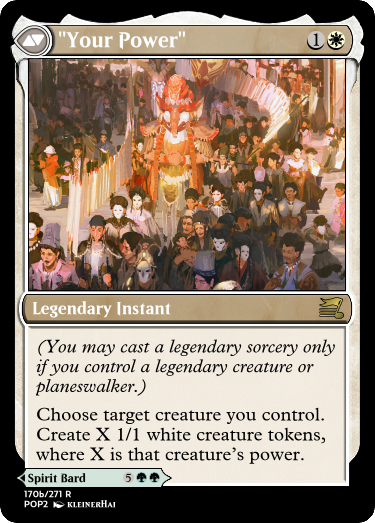 "Your Power" 1
Legendary Instant
(You may cast a legendary sorcery only
if you control a legendary creature or
planeswalker.)
Choose target creature you control.
Create X 1/1 white creature tokens,
where X is that creature's power.
Spirit Bard 5
170b/271 R
POP2 KLEINERHAI